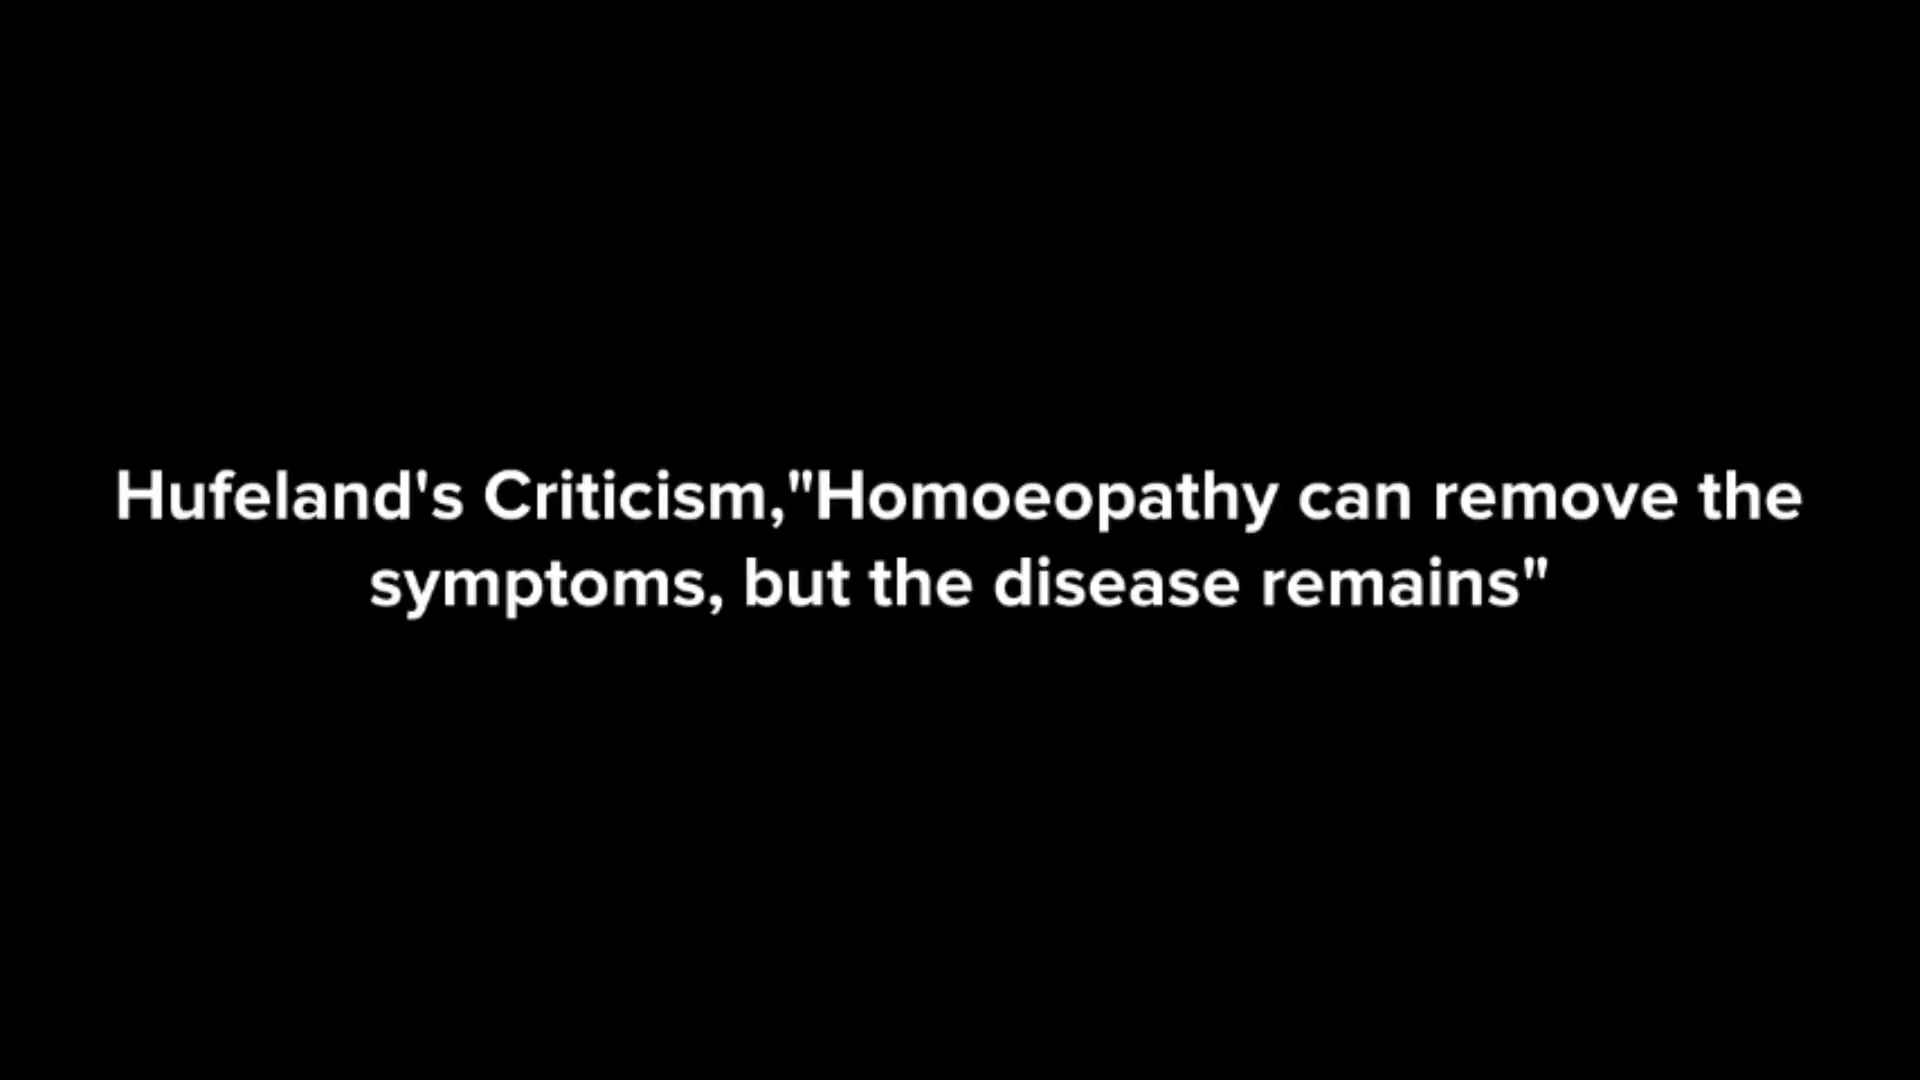 Hufeland's Criticism,"Homoeopathy can remove the
symptoms, but the disease remains"